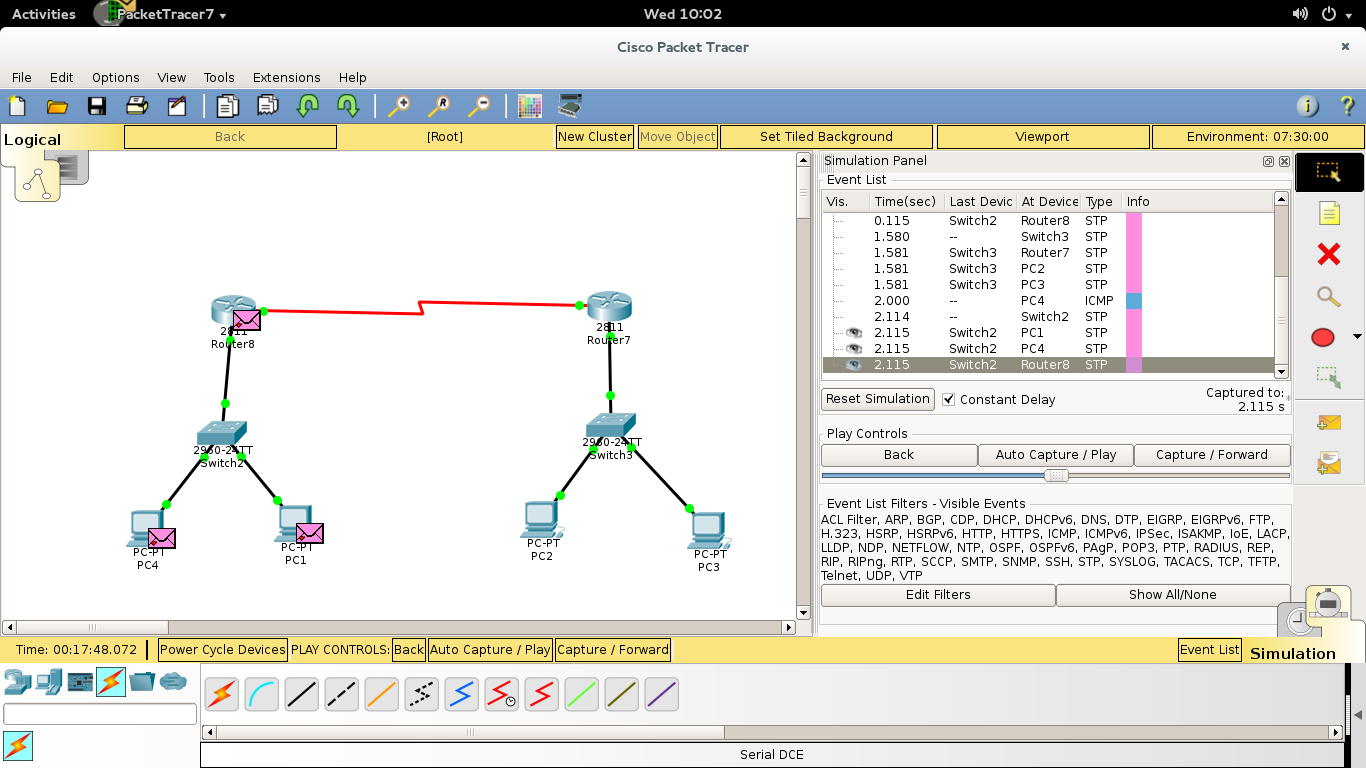 Activities PacketTracer7 Wed 10:02
Cisco Packet Tracer
File Edit Options View Tools Extensions Help
Logical Back [Root] New Cluster Move Object Set Tiled Background Viewport Environment: 07:30:00
2811
Router8
2811
Router7
2960-24TT
Switch2
2960-24TT
Switch3
PC-PT
PC4
PC-PT
PC1
PC-PT
PC2
PC-PT
PC3
Simulation Panel
Event List
Vis. Time(sec) Last Devic At Device Type Info
0.115 Switch2 Router8 STP
1.580 -- Switch3 STP
1.581 Switch3 Router7 STP
1.581 Switch3 PC2 STP
1.581 Switch3 PC3 STP
2.000 -- PC4 ICMP
2.114 -- Switch2 STP
2.115 Switch2 PC1 STP
2.115 Switch2 PC4 STP
2.115 Switch2 Router8 STP
Reset Simulation Constant Delay Captured to: *
2.115 s
Play Controls
Back Auto Capture / Play Capture / Forward
Event List Filters - Visible Events
ACL Filter, ARP, BGP, CDP, DHCP, DHCPv6, DNS, DTP, EIGRP, EIGRPv6, FTP,
H.323, HSRP, HSRPv6, HTTP, HTTPS, ICMP, ICMPv6, IPSec, ISAKMP, IoE, LACP,
LLDP, NDP, NETFLOW, NTP, OSPF, OSPFv6, PAgP, POP3, PTP, RADIUS, REP,
RIP, RIPng, RTP, SCCP, SMTP, SNMP, SSH, STP, SYSLOG, TACACS, TCP, TFTP,
Telnet, UDP, VTP
Edit Filters Show All/None
Time: 00:17:48.072 Power Cycle Devices PLAY CONTROLS: Back Auto Capture / Play Capture / Forward Event List Simulation
Serial DCE